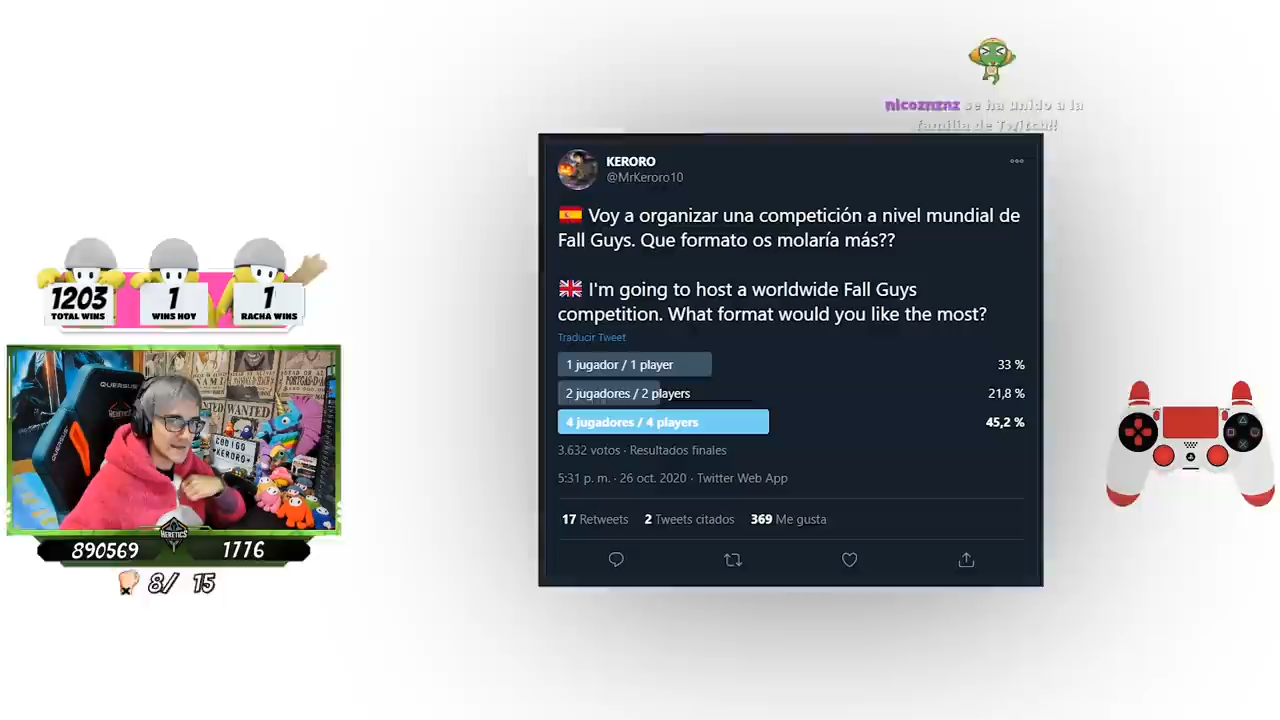 nicoznznz se ha unido a la
familia de Twitch!!
KERORO
@MrKeroro10
🇪🇸 Voy a organizar una competición a nivel mundial de
Fall Guys. Que formato os molaría más??
🇬🇧 I'm going to host a worldwide Fall Guys
competition. What format would you like the most?
Traducir Tweet
1 jugador / 1 player 33 %
2 jugadores / 2 players 21,8 %
4 jugadores / 4 players 45,2 %
3.632 votos · Resultados finales
5:31 p. m. · 26 oct. 2020 · Twitter Web App
17 Retweets 2 Tweets citados 369 Me gusta
1203 1 1
TOTAL WINS WINS HOY RACHA WINS
QUERSUS
WANTED
CODIGO
*KERORO*
HERETICS
890569 1776
8/ 15